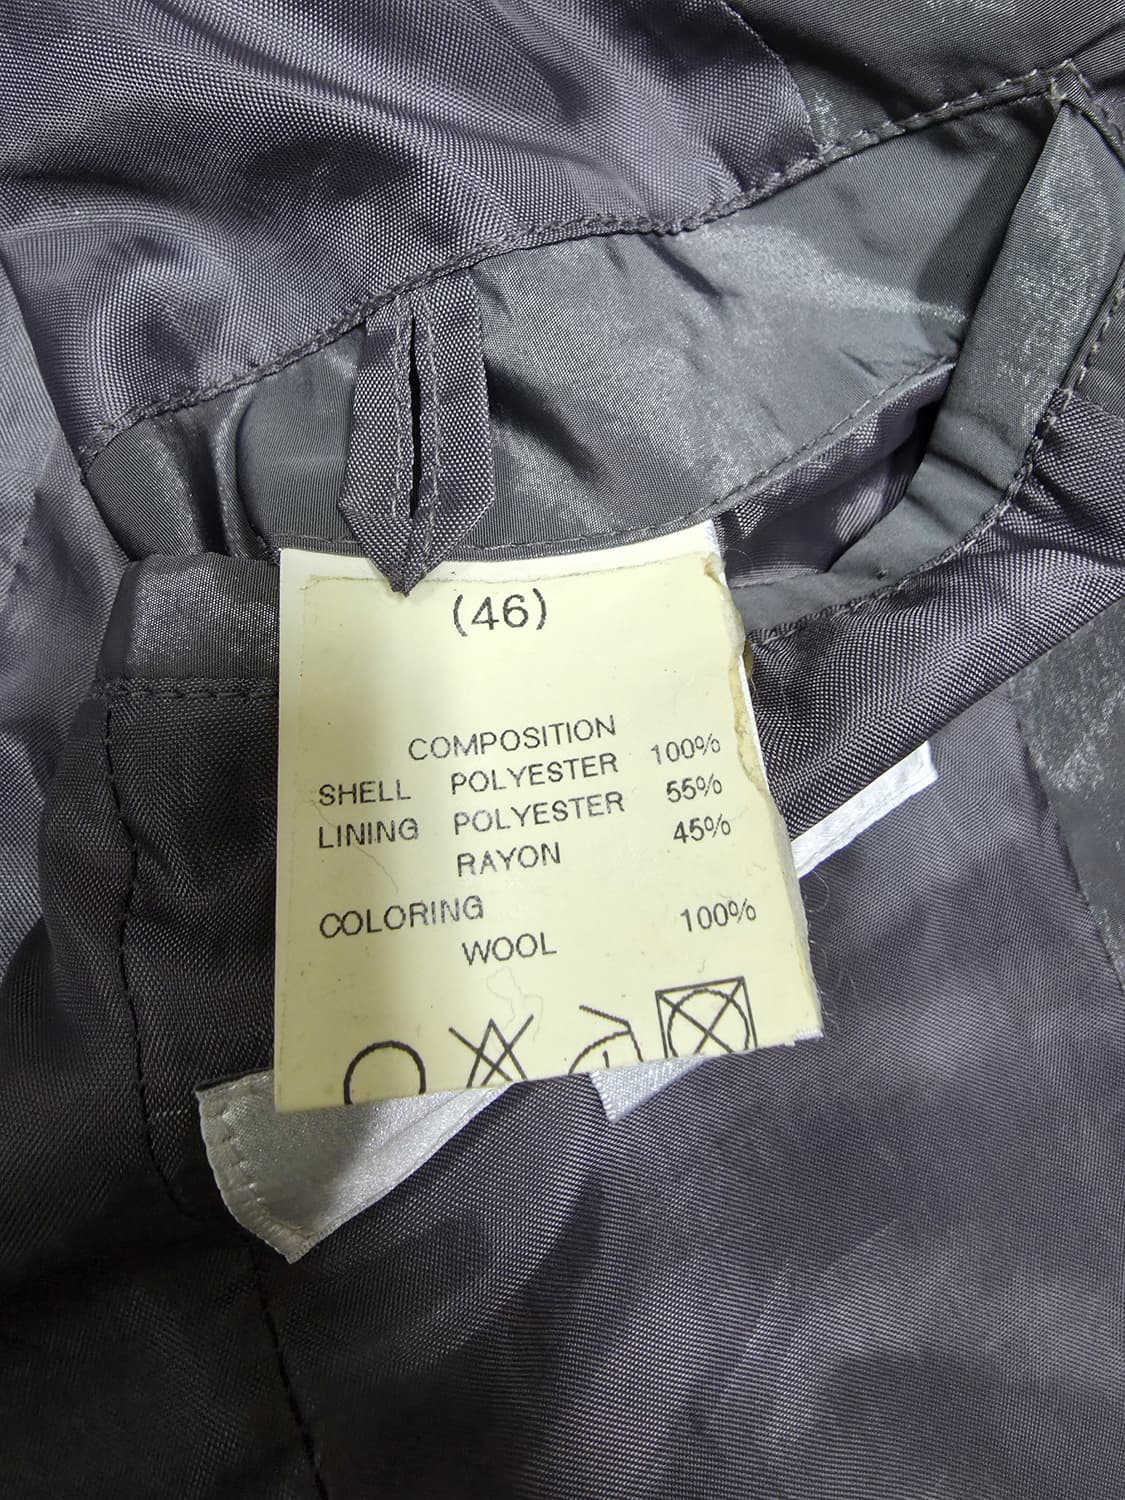 (46)
COMPOSITION
SHELL POLYESTER 100%
LINING POLYESTER 55%
RAYON 45%
COLORING
WOOL 100%